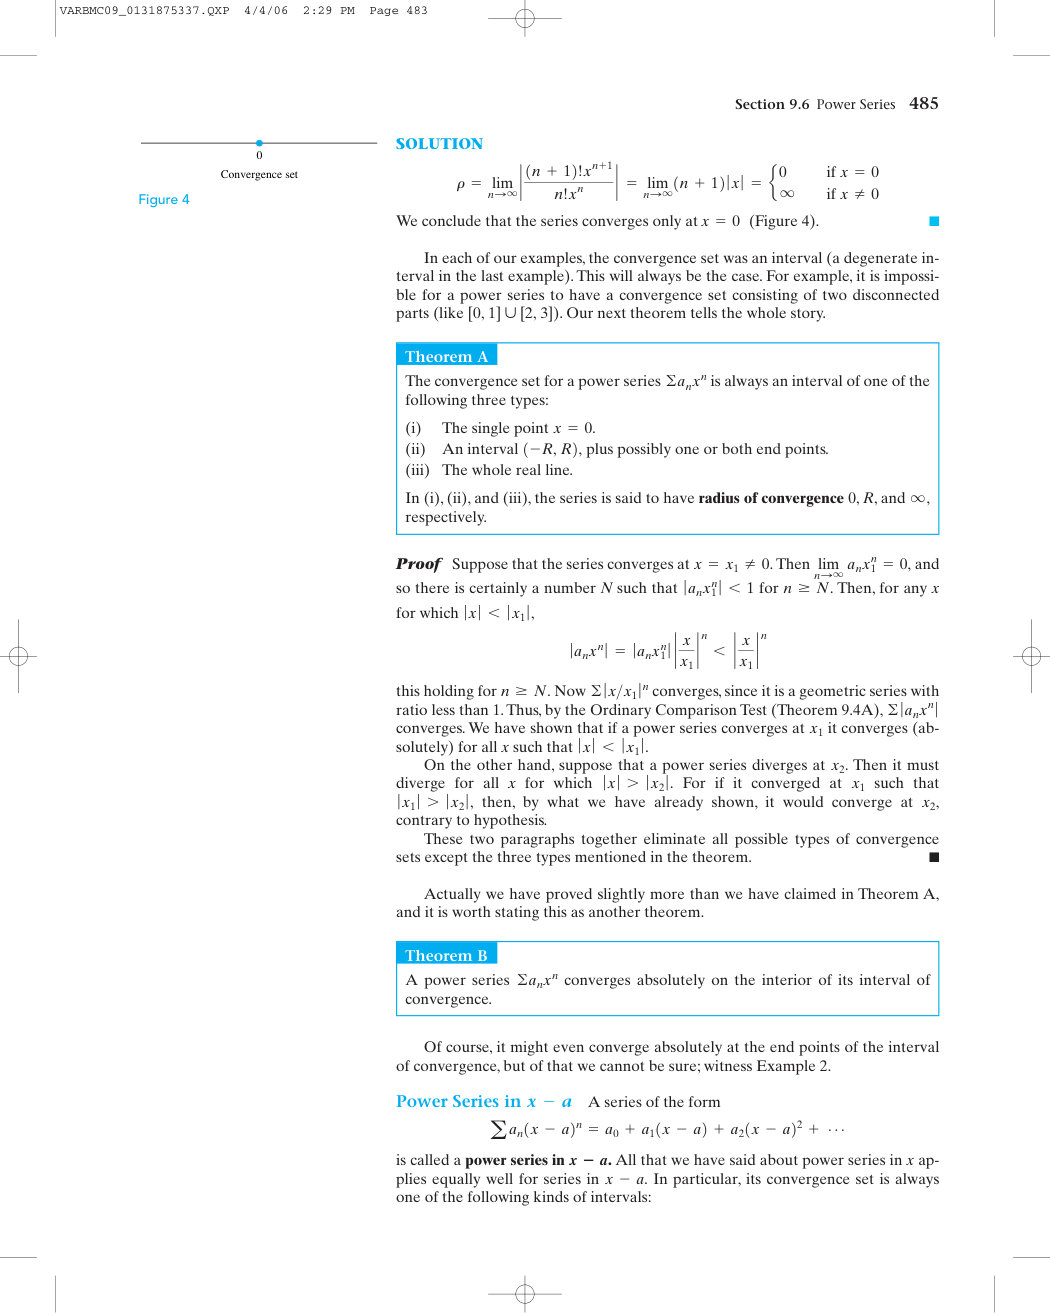 VARBMC09_0131875337.QXP 4/4/06 2:29 PM Page 483
Section 9.6 Power Series 485
0
Convergence set
Figure 4
SOLUTION
ρ = lim_{n→∞} |(n + 1)!x^{n+1} / n!x^n| = lim_{n→∞} (n + 1)|x| = { 0 if x = 0
∞ if x ≠ 0
We conclude that the series converges only at x = 0 (Figure 4). ■
In each of our examples, the convergence set was an interval (a degenerate in-
terval in the last example). This will always be the case. For example, it is impossi-
ble for a power series to have a convergence set consisting of two disconnected
parts (like [0, 1] ∪ [2, 3]). Our next theorem tells the whole story.
Theorem A
The convergence set for a power series Σa_n x^n is always an interval of one of the
following three types:
(i) The single point x = 0.
(ii) An interval (−R, R), plus possibly one or both end points.
(iii) The whole real line.
In (i), (ii), and (iii), the series is said to have radius of convergence 0, R, and ∞,
respectively.
Proof Suppose that the series converges at x = x_1 ≠ 0. Then lim_{n→∞} a_n x_1^n = 0, and
so there is certainly a number N such that |a_n x_1^n| < 1 for n ≥ N. Then, for any x
for which |x| < |x_1|,
|a_n x^n| = |a_n x_1^n| |x/x_1|^n < |x/x_1|^n
this holding for n ≥ N. Now Σ|x/x_1|^n converges, since it is a geometric series with
ratio less than 1. Thus, by the Ordinary Comparison Test (Theorem 9.4A), Σ|a_n x^n|
converges. We have shown that if a power series converges at x_1 it converges (ab-
solutely) for all x such that |x| < |x_1|.
On the other hand, suppose that a power series diverges at x_2. Then it must
diverge for all x for which |x| > |x_2|. For if it converged at x_1 such that
|x_1| > |x_2|, then, by what we have already shown, it would converge at x_2,
contrary to hypothesis.
These two paragraphs together eliminate all possible types of convergence
sets except the three types mentioned in the theorem. ■
Actually we have proved slightly more than we have claimed in Theorem A,
and it is worth stating this as another theorem.
Theorem B
A power series Σa_n x^n converges absolutely on the interior of its interval of
convergence.
Of course, it might even converge absolutely at the end points of the interval
of convergence, but of that we cannot be sure; witness Example 2.
Power Series in x − a A series of the form
Σ a_n(x − a)^n = a_0 + a_1(x − a) + a_2(x − a)^2 + ⋯
is called a power series in x − a. All that we have said about power series in x ap-
plies equally well for series in x − a. In particular, its convergence set is always
one of the following kinds of intervals: